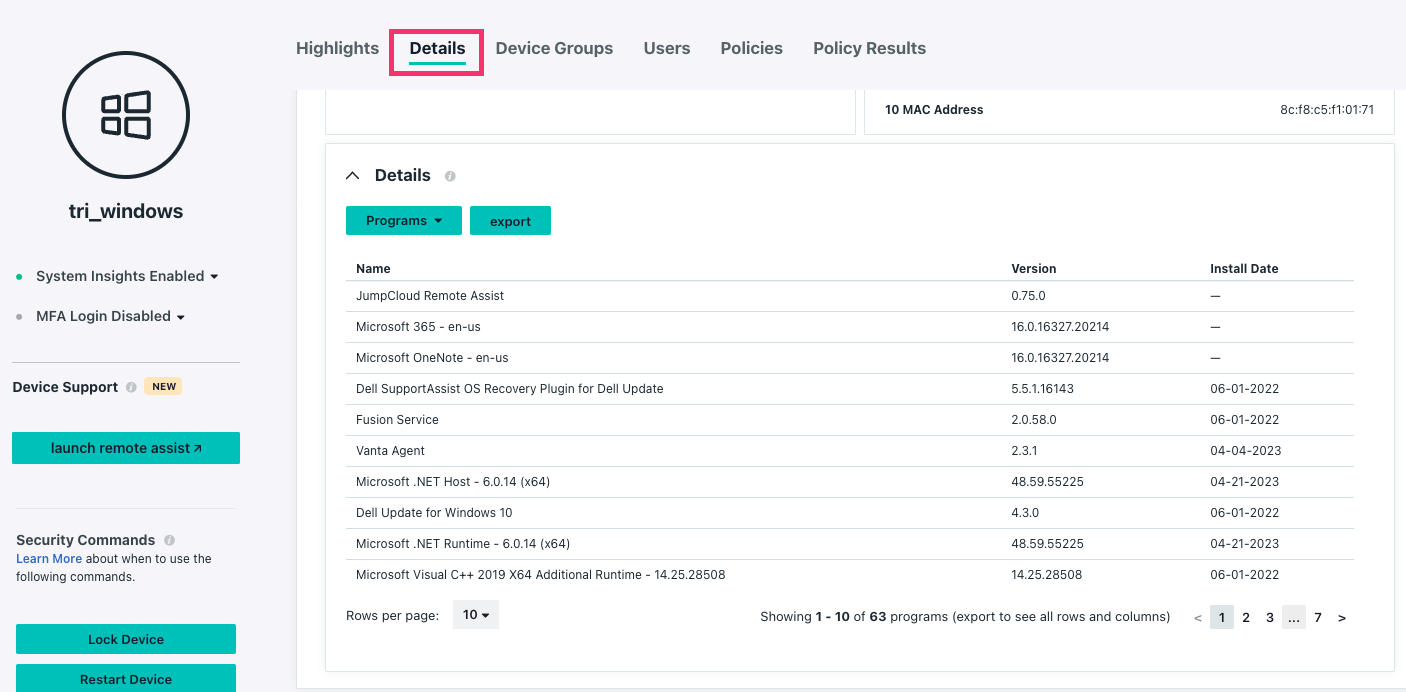 Highlights Details Device Groups Users Policies Policy Results
tri_windows
System Insights Enabled
MFA Login Disabled
Device Support i NEW
launch remote assist ↗
Security Commands i
Learn More about when to use the
following commands.
Lock Device
Restart Device
10 MAC Address 8c:f8:c5:f1:01:71
Details i
Programs export
Name Version Install Date
JumpCloud Remote Assist 0.75.0 —
Microsoft 365 - en-us 16.0.16327.20214 —
Microsoft OneNote - en-us 16.0.16327.20214 —
Dell SupportAssist OS Recovery Plugin for Dell Update 5.5.1.16143 06-01-2022
Fusion Service 2.0.58.0 06-01-2022
Vanta Agent 2.3.1 04-04-2023
Microsoft .NET Host - 6.0.14 (x64) 48.59.55225 04-21-2023
Dell Update for Windows 10 4.3.0 06-01-2022
Microsoft .NET Runtime - 6.0.14 (x64) 48.59.55225 04-21-2023
Microsoft Visual C++ 2019 X64 Additional Runtime - 14.25.28508 14.25.28508 06-01-2022
Rows per page: 10 Showing 1 - 10 of 63 programs (export to see all rows and columns) < 1 2 3 ... 7 >